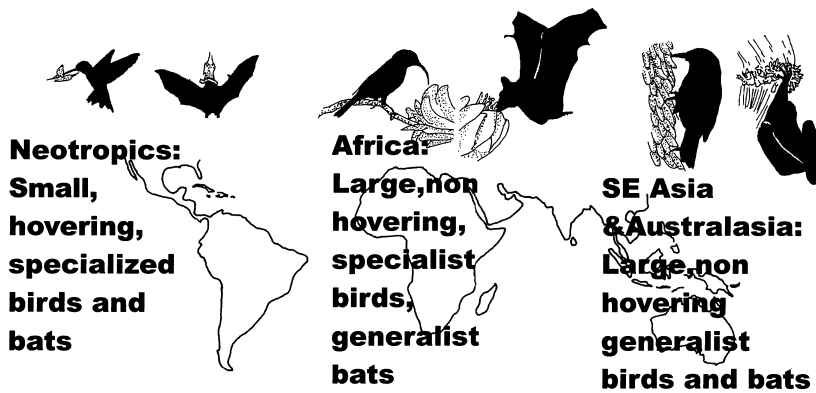 Neotropics:
Small,
hovering,
specialized
birds and
bats
Africa:
Large,non
hovering,
specialist
birds,
generalist
bats
SE Asia
&Australasia:
Large,non
hovering
generalist
birds and bats